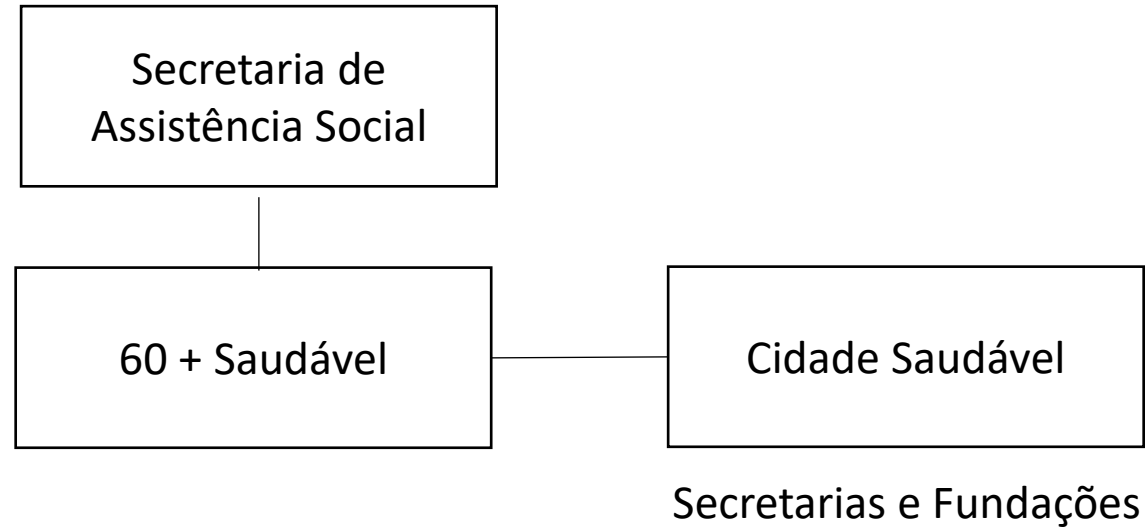 Secretaria de
Assistência Social
60 + Saudável
Cidade Saudável
Secretarias e Fundações